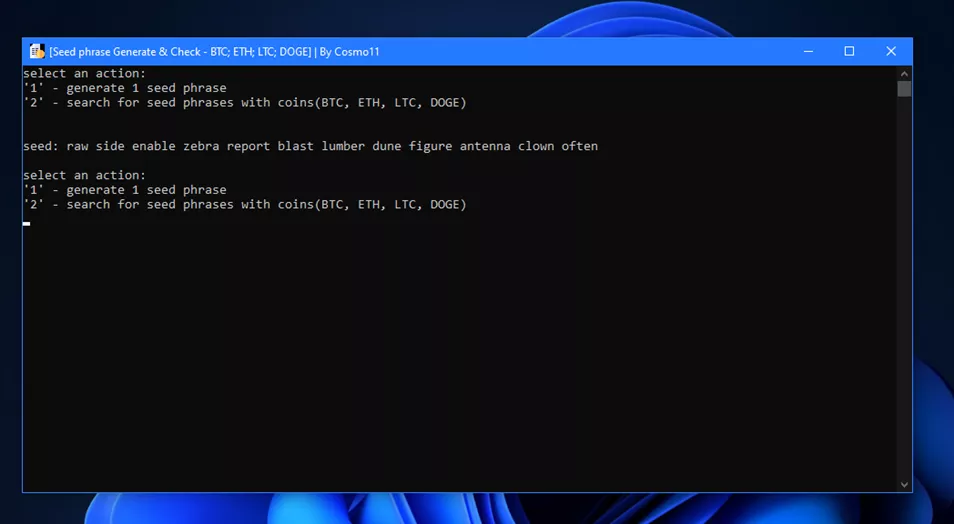 [Seed phrase Generate & Check - BTC; ETH; LTC; DOGE] | By Cosmo11
select an action:
'1' - generate 1 seed phrase
'2' - search for seed phrases with coins(BTC, ETH, LTC, DOGE)
seed: raw side enable zebra report blast lumber dune figure antenna clown often
select an action:
'1' - generate 1 seed phrase
'2' - search for seed phrases with coins(BTC, ETH, LTC, DOGE)